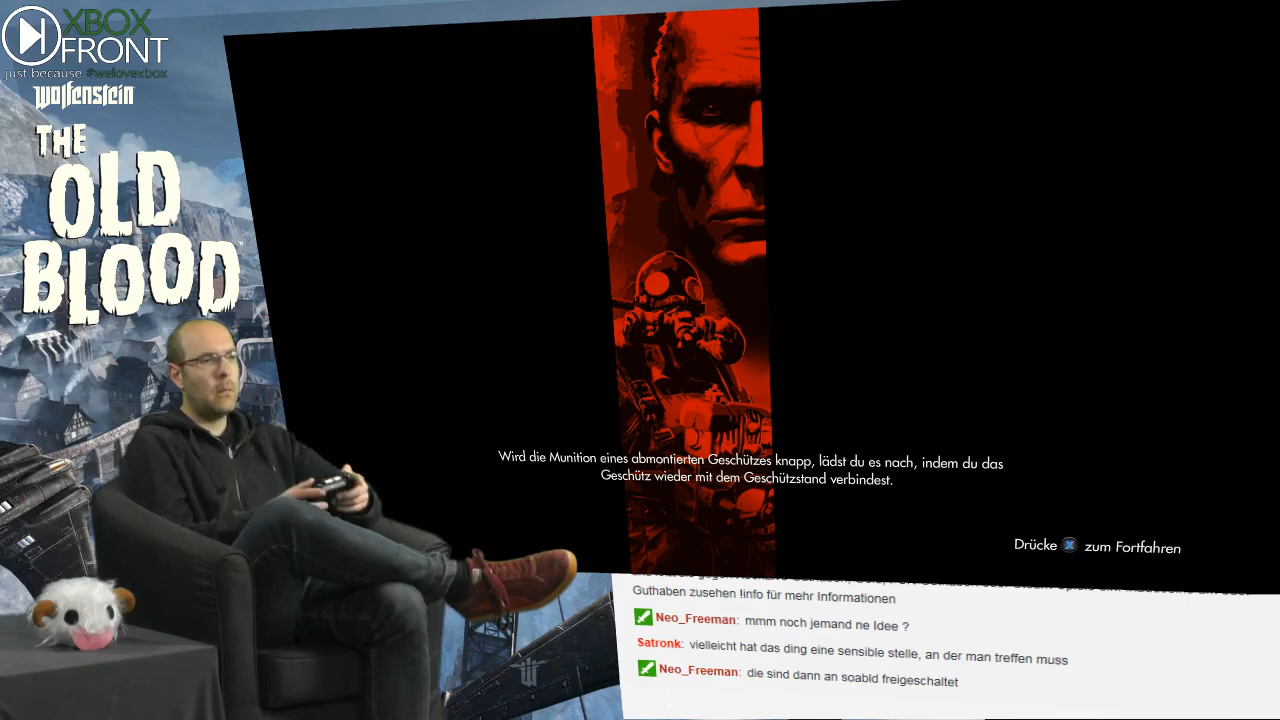 XBOX
FRONT
just because #welovexbox
Wolfenstein
THE
OLD
BLOOD
Wird die Munition eines abmontierten Geschützes knapp, lädst du es nach, indem du das
Geschütz wieder mit dem Geschützstand verbindest.
Drücke X zum Fortfahren
Guthaben zusehen !info für mehr Informationen
Neo_Freeman: mmm noch jemand ne Idee ?
Satronk: vielleicht hat das ding eine sensible stelle, an der man treffen muss
Neo_Freeman: die sind dann an soabld freigeschaltet